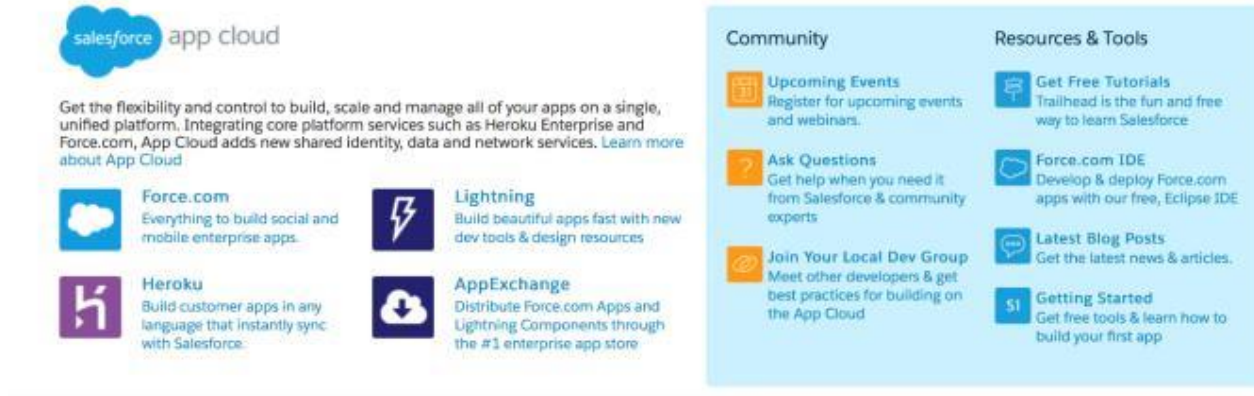 salesforce app cloud
Get the flexibility and control to build, scale and manage all of your apps on a single,
unified platform. Integrating core platform services such as Heroku Enterprise and
Force.com, App Cloud adds new shared identity, data and network services. Learn more
about App Cloud
Force.com
Everything to build social and
mobile enterprise apps.
Lightning
Build beautiful apps fast with new
dev tools & design resources
Heroku
Build customer apps in any
language that instantly sync
with Salesforce.
AppExchange
Distribute Force.com Apps and
Lightning Components through
the #1 enterprise app store
Community
31
Upcoming Events
Register for upcoming events
and webinars.
?
Ask Questions
Get help when you need it
from Salesforce & community
experts
Join Your Local Dev Group
Meet other developers & get
best practices for building on
the App Cloud
Resources & Tools
Get Free Tutorials
Trailhead is the fun and free
way to learn Salesforce
Force.com IDE
Develop & deploy Force.com
apps with our free, Eclipse IDE
Latest Blog Posts
Get the latest news & articles.
S1
Getting Started
Get free tools & learn how to
build your first app